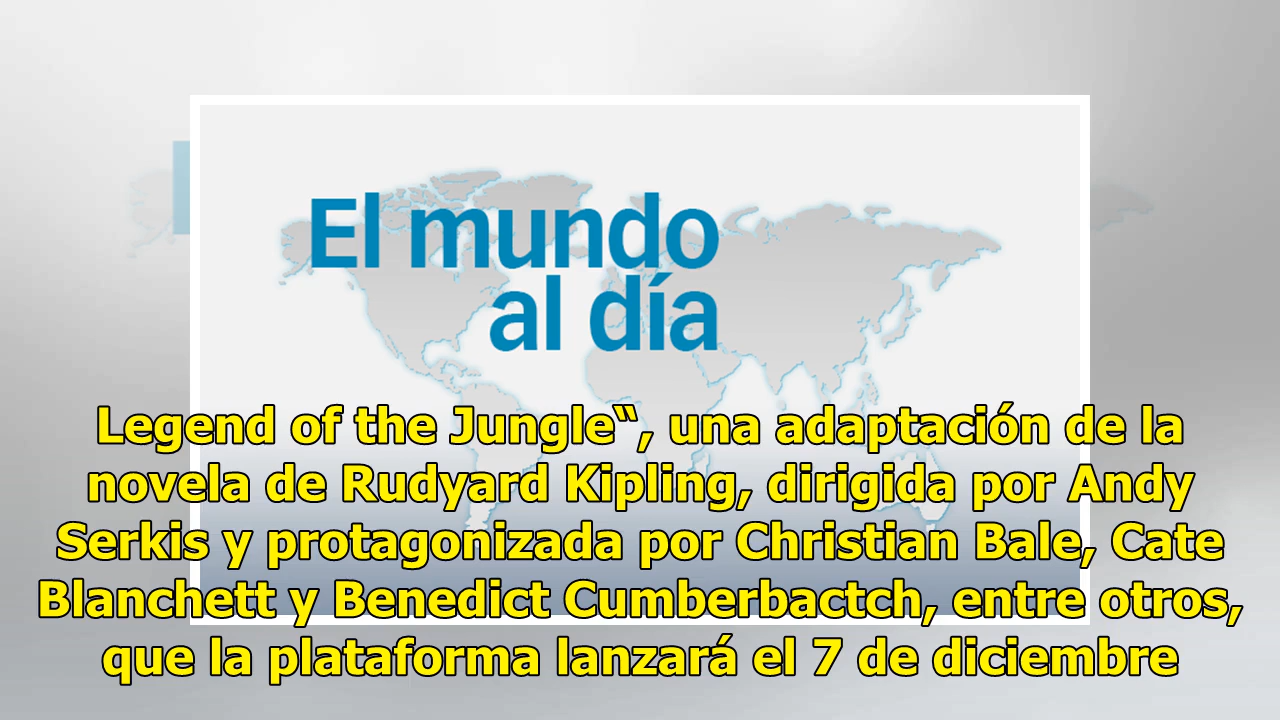 El mundo
al día
Legend of the Jungle“, una adaptación de la
novela de Rudyard Kipling, dirigida por Andy
Serkis y protagonizada por Christian Bale, Cate
Blanchett y Benedict Cumberbactch, entre otros,
que la plataforma lanzará el 7 de diciembre